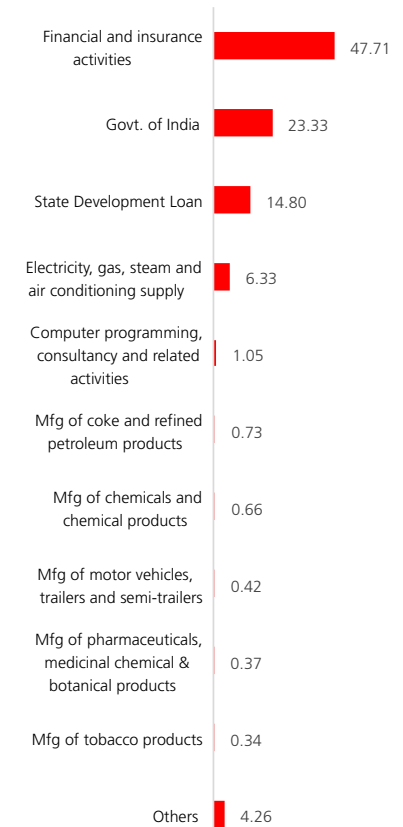 Financial and insurance
activities
47.71
Govt. of India
23.33
State Development Loan
14.80
Electricity, gas, steam and
air conditioning supply
6.33
Computer programming,
consultancy and related
activities
1.05
Mfg of coke and refined
petroleum products
0.73
Mfg of chemicals and
chemical products
0.66
Mfg of motor vehicles,
trailers and semi-trailers
0.42
Mfg of pharmaceuticals,
medicinal chemical &
botanical products
0.37
Mfg of tobacco products
0.34
Others
4.26